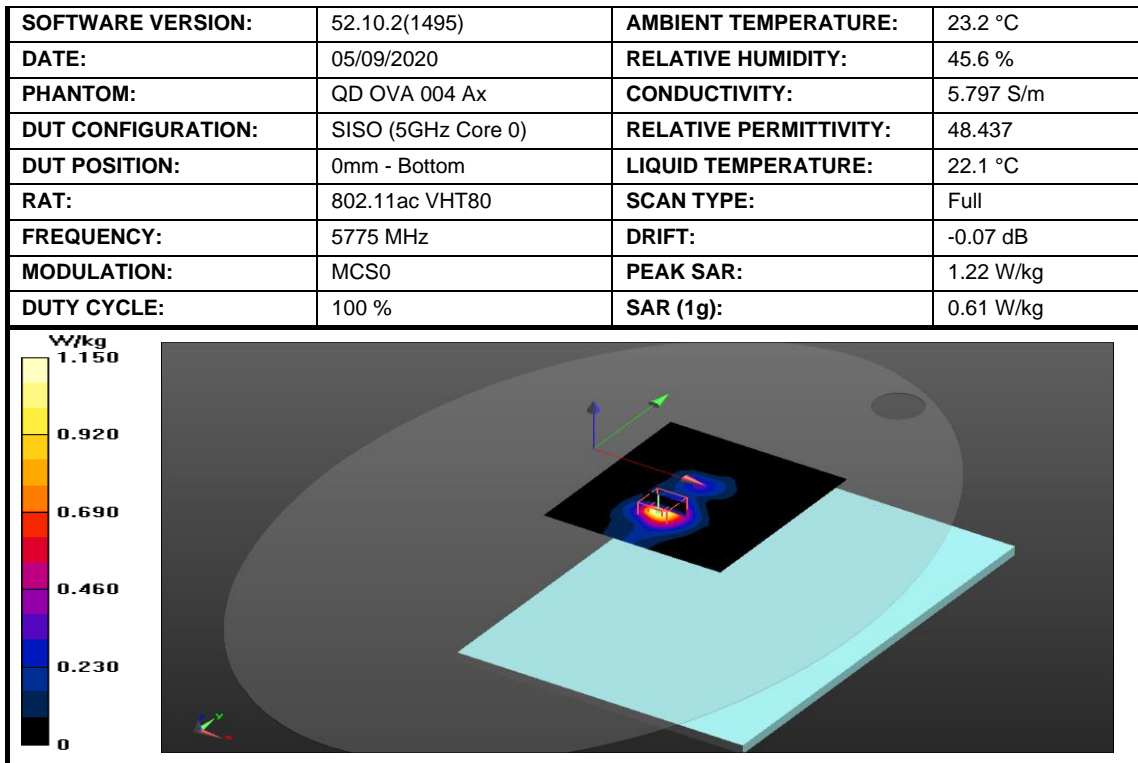 SOFTWARE VERSION: 52.10.2(1495) AMBIENT TEMPERATURE: 23.2 °C
DATE: 05/09/2020 RELATIVE HUMIDITY: 45.6 %
PHANTOM: QD OVA 004 Ax CONDUCTIVITY: 5.797 S/m
DUT CONFIGURATION: SISO (5GHz Core 0) RELATIVE PERMITTIVITY: 48.437
DUT POSITION: 0mm - Bottom LIQUID TEMPERATURE: 22.1 °C
RAT: 802.11ac VHT80 SCAN TYPE: Full
FREQUENCY: 5775 MHz DRIFT: -0.07 dB
MODULATION: MCS0 PEAK SAR: 1.22 W/kg
DUTY CYCLE: 100 % SAR (1g): 0.61 W/kg
W/kg
1.150
0.920
0.690
0.460
0.230
0